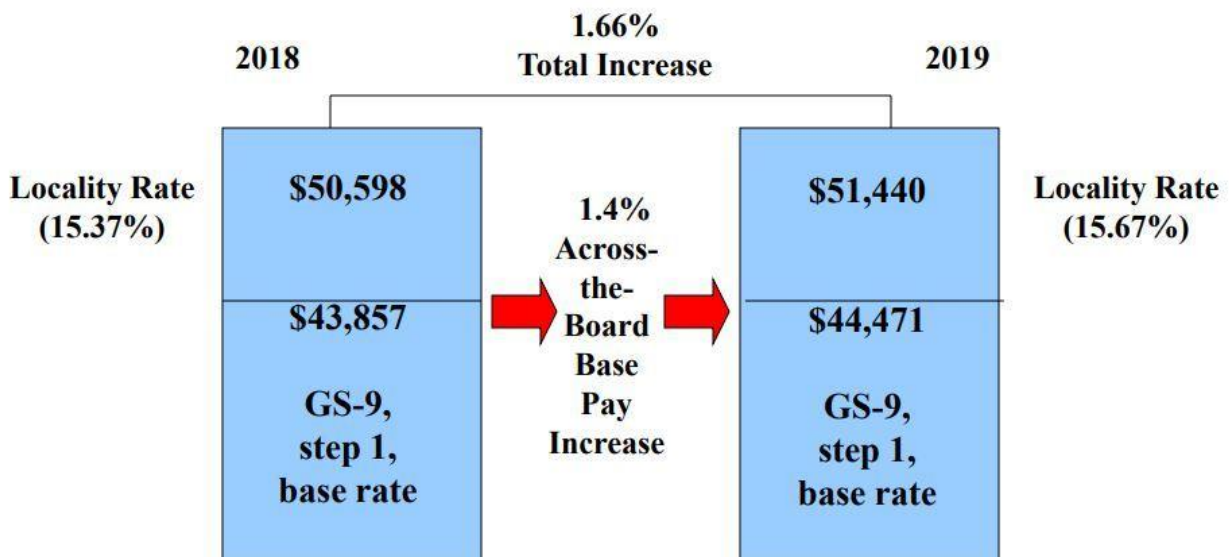 1.66%
Total Increase
2018
2019
Locality Rate
(15.37%)
$50,598
$43,857
GS-9,
step 1,
base rate
1.4%
Across-
the-
Board
Base
Pay
Increase
$51,440
$44,471
GS-9,
step 1,
base rate
Locality Rate
(15.67%)